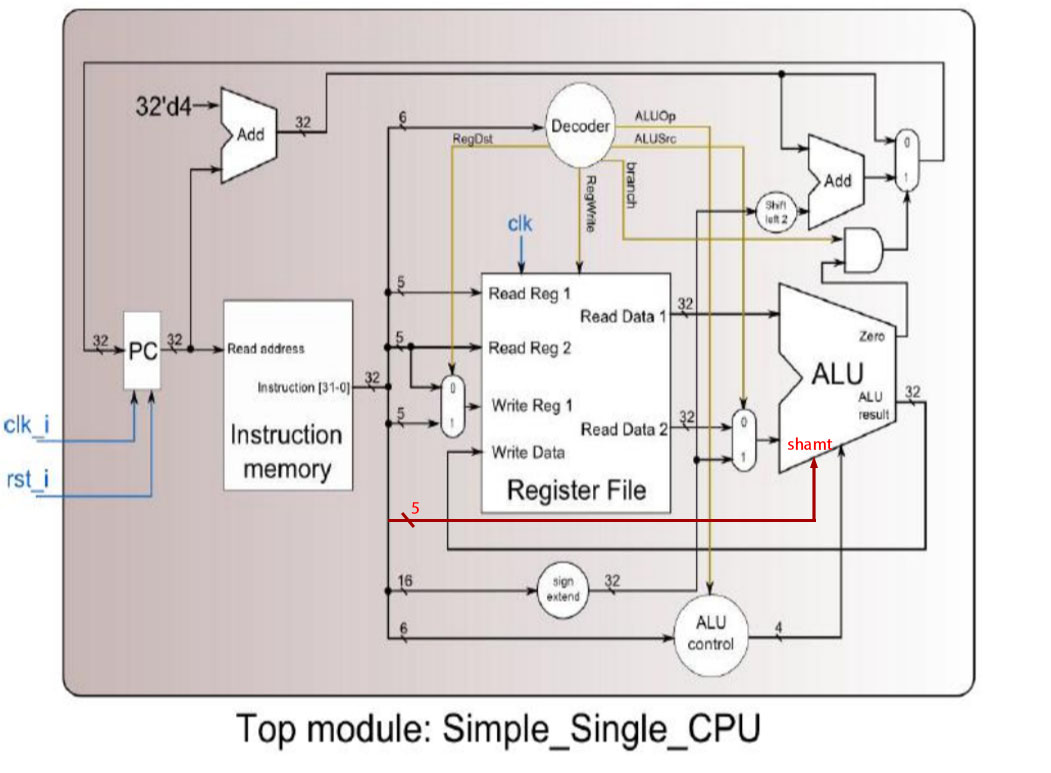 32'd4
Add
32
6
Decoder
ALUOp
ALUSrc
RegDst
branch
RegWrite
0
1
Add
Shift
left 2
clk
5
Read Reg 1
32
Read Data 1
Zero
32
PC
32
Read address
5
Read Reg 2
ALU
Instruction [31-0]
32
0
1
5
Write Reg 1
ALU
result
32
Instruction
memory
Read Data 2
32
0
1
Write Data
shamt
Register File
clk_i
rst_i
5
16
sign
extend
32
6
ALU
control
4
Top module: Simple_Single_CPU